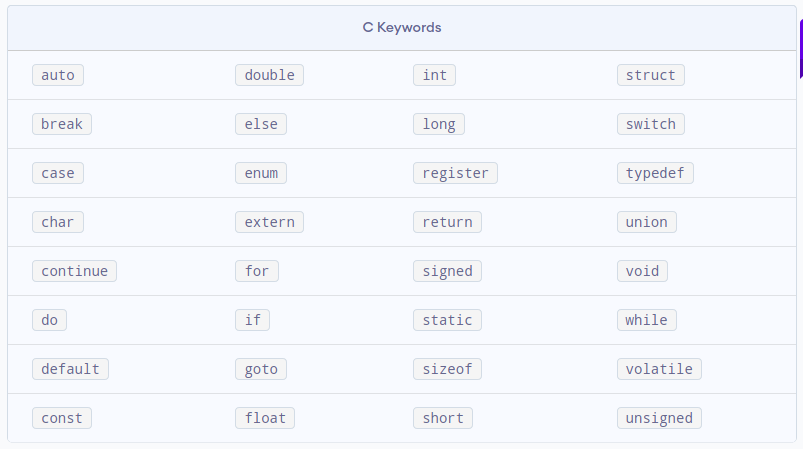 C Keywords
auto double int struct
break else long switch
case enum register typedef
char extern return union
continue for signed void
do if static while
default goto sizeof volatile
const float short unsigned